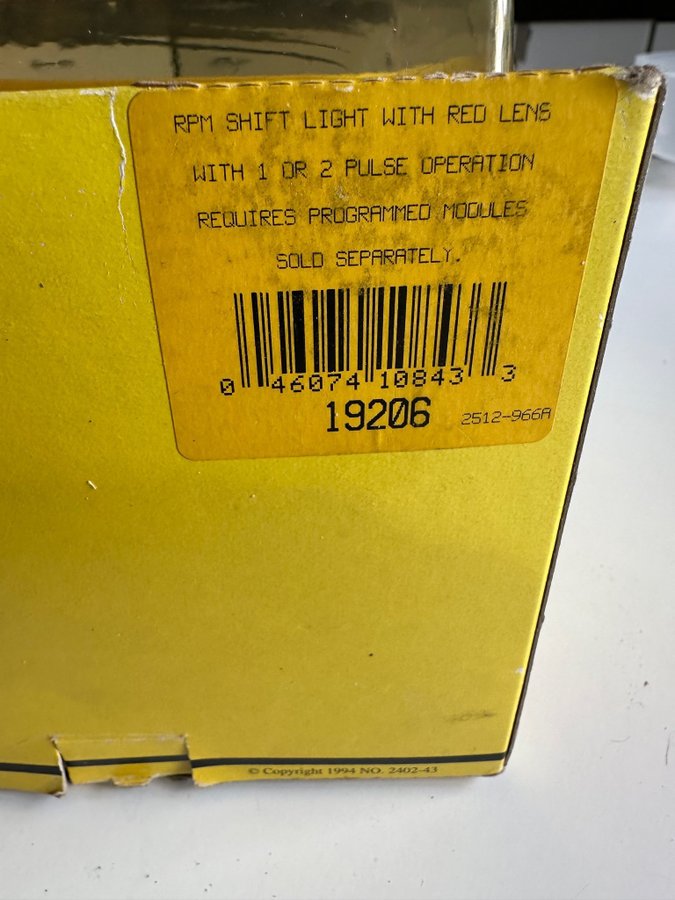 RPM SHIFT LIGHT WITH RED LENS
WITH 1 OR 2 PULSE OPERATION
REQUIRES PROGRAMMED MODULES
SOLD SEPARATELY.
0 46074 10843 3
19206 2512-966A
© Copyright 1994 NO. 2402-43